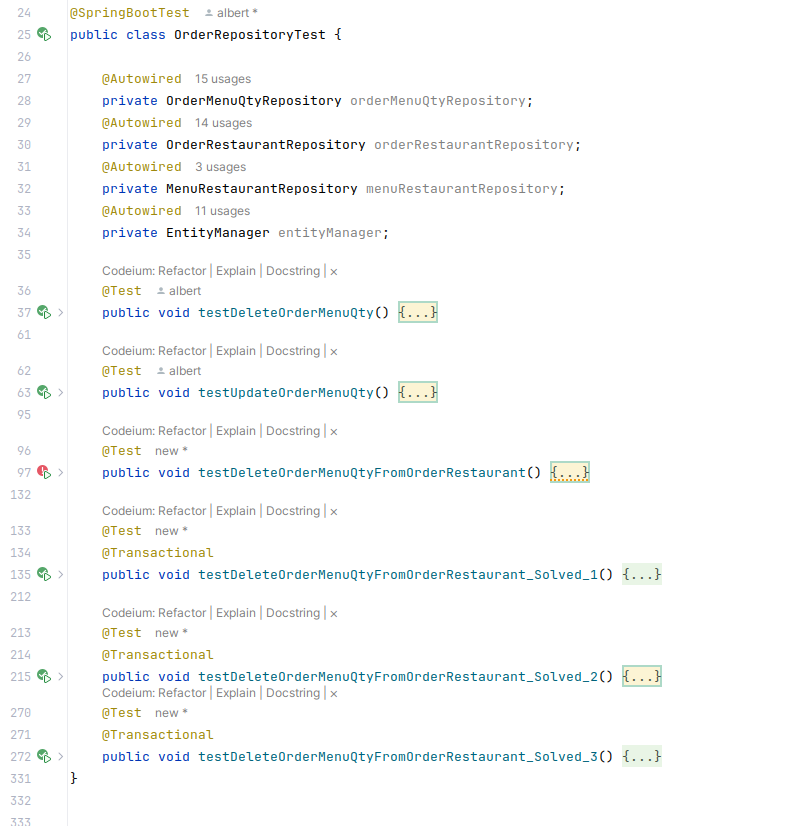 24 @SpringBootTest albert *
25 public class OrderRepositoryTest {
26
27 @Autowired 15 usages
28 private OrderMenuQtyRepository orderMenuQtyRepository;
29 @Autowired 14 usages
30 private OrderRestaurantRepository orderRestaurantRepository;
31 @Autowired 3 usages
32 private MenuRestaurantRepository menuRestaurantRepository;
33 @Autowired 11 usages
34 private EntityManager entityManager;
35
Codeium: Refactor | Explain | Docstring | ×
36 @Test albert
37 public void testDeleteOrderMenuQty() {...}
61
Codeium: Refactor | Explain | Docstring | ×
62 @Test albert
63 public void testUpdateOrderMenuQty() {...}
95
Codeium: Refactor | Explain | Docstring | ×
96 @Test new *
97 public void testDeleteOrderMenuQtyFromOrderRestaurant() {...}
132
Codeium: Refactor | Explain | Docstring | ×
133 @Test new *
134 @Transactional
135 public void testDeleteOrderMenuQtyFromOrderRestaurant_Solved_1() {...}
212
Codeium: Refactor | Explain | Docstring | ×
213 @Test new *
214 @Transactional
215 public void testDeleteOrderMenuQtyFromOrderRestaurant_Solved_2() {...}
Codeium: Refactor | Explain | Docstring | ×
270 @Test new *
271 @Transactional
272 public void testDeleteOrderMenuQtyFromOrderRestaurant_Solved_3() {...}
331 }
332
333